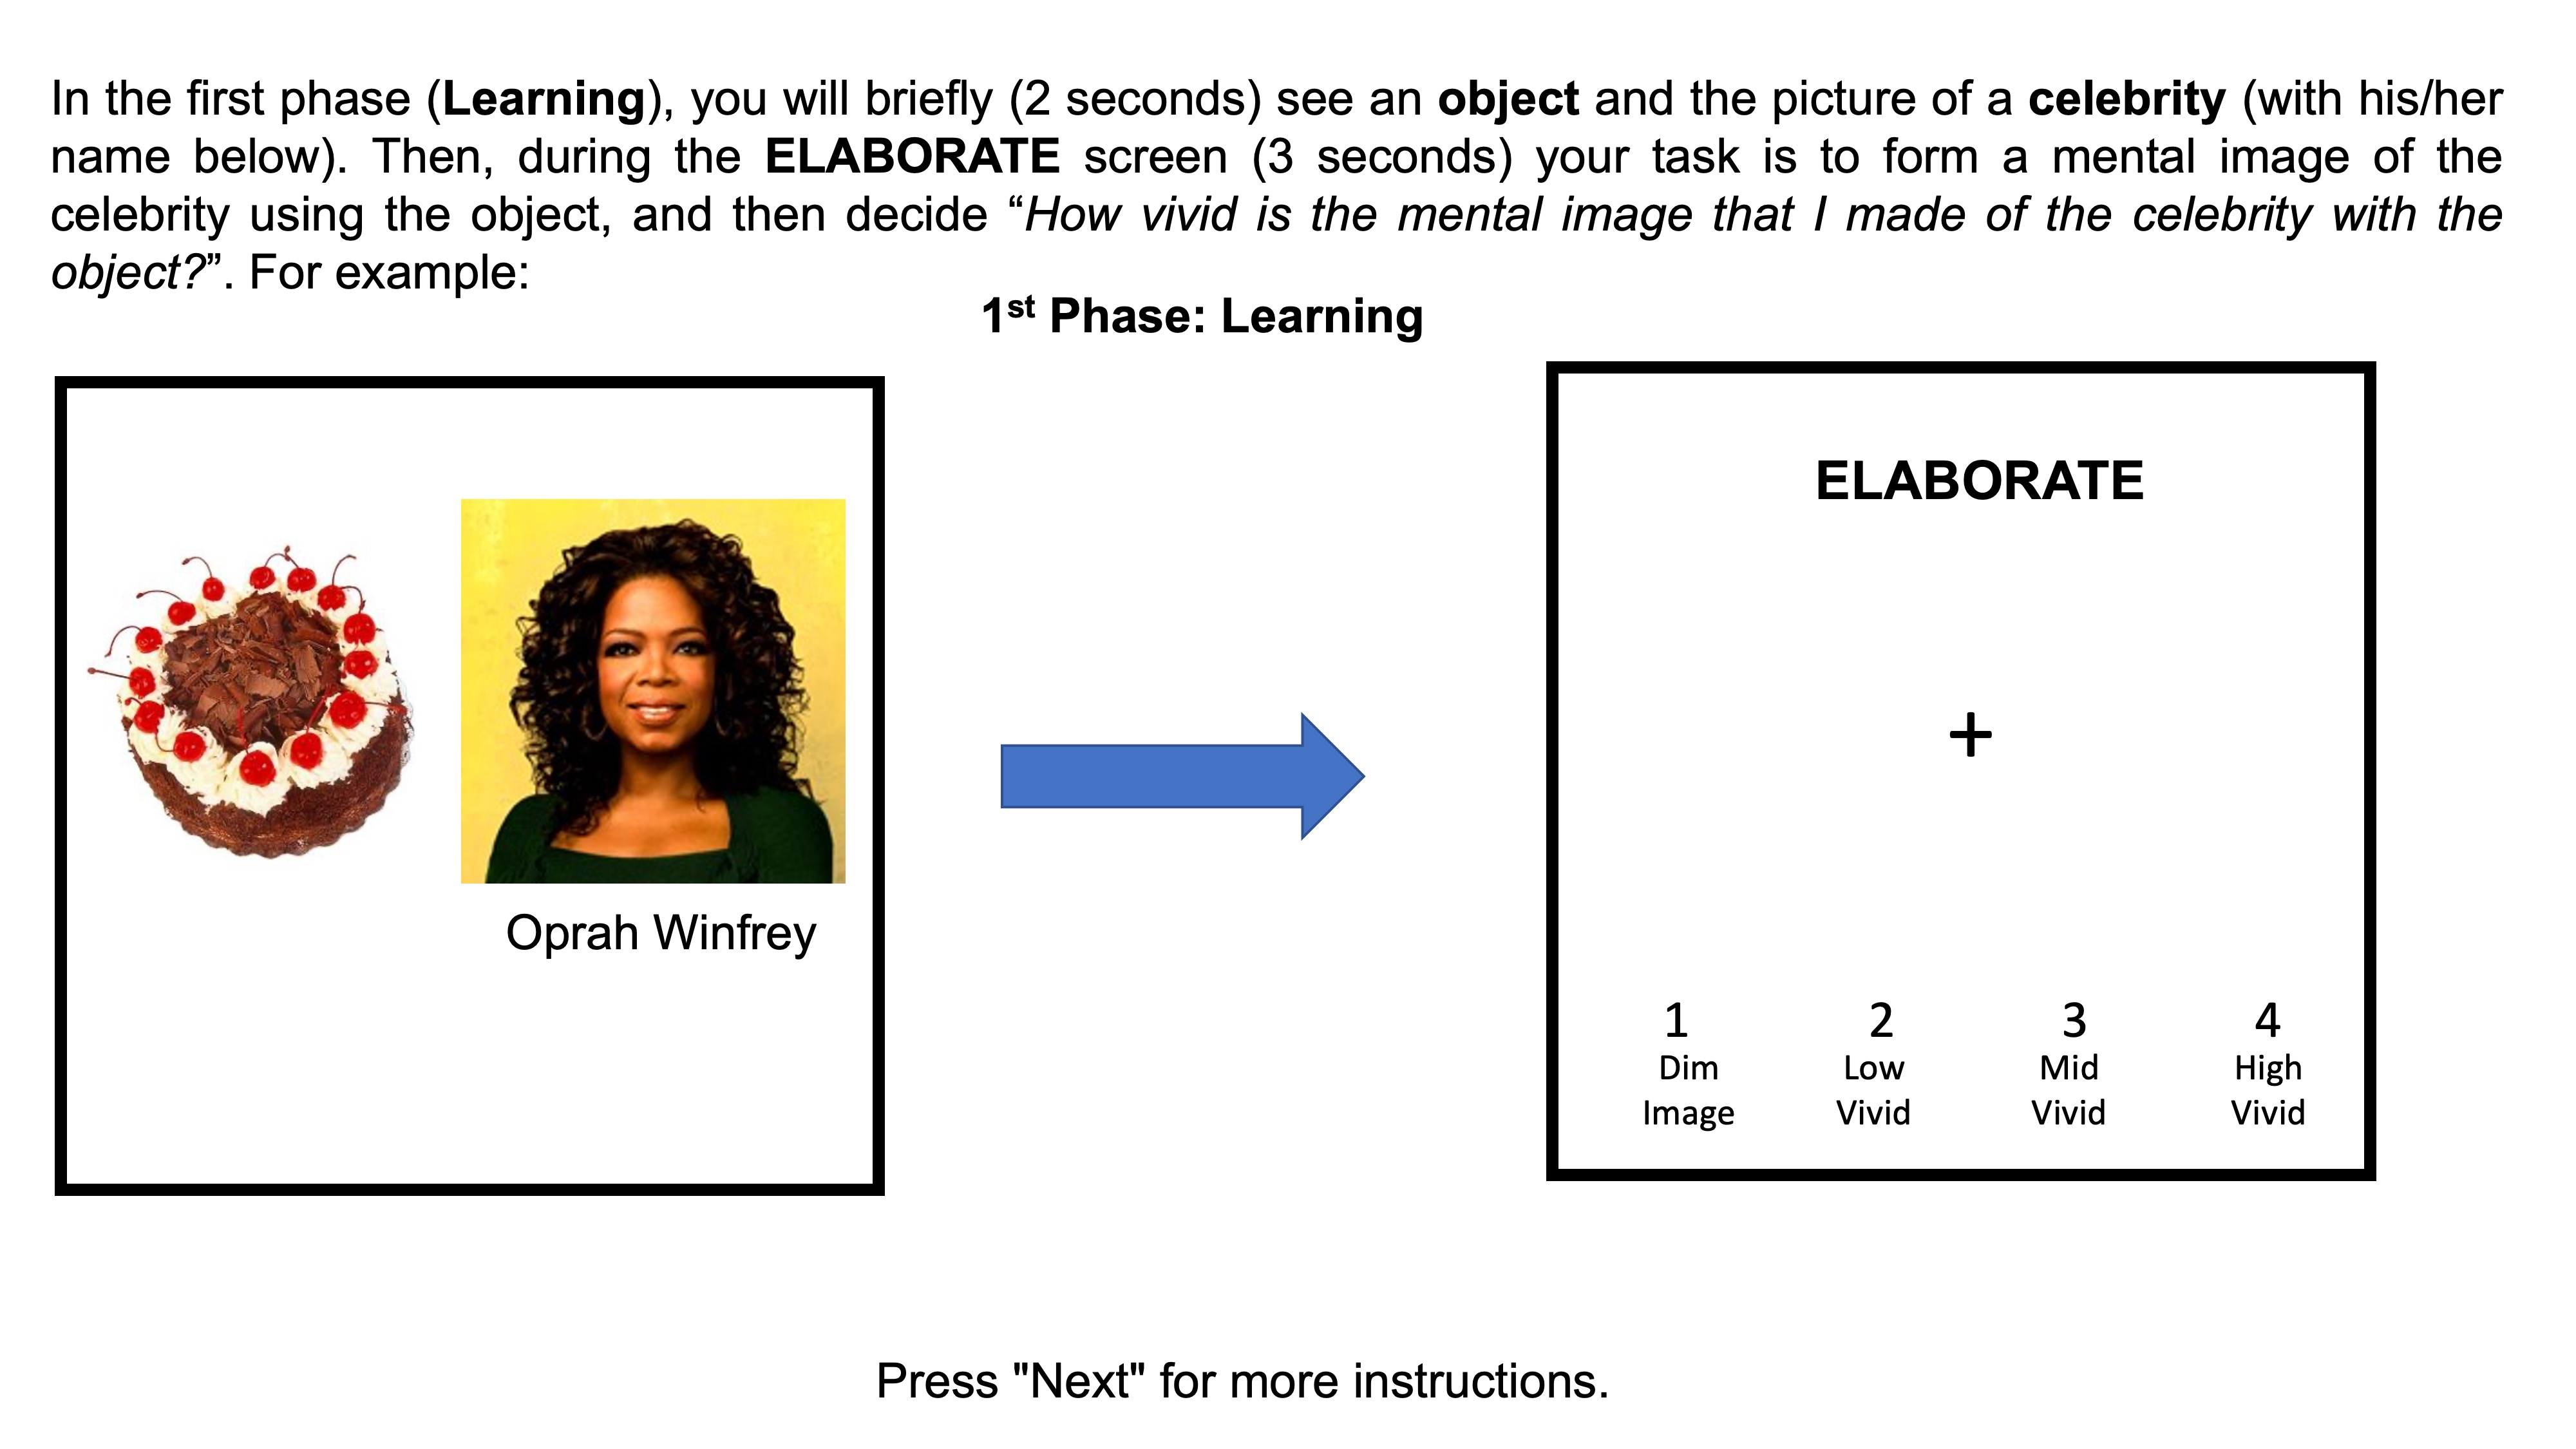 In the first phase (Learning), you will briefly (2 seconds) see an object and the picture of a celebrity (with his/her
name below). Then, during the ELABORATE screen (3 seconds) your task is to form a mental image of the
celebrity using the object, and then decide “How vivid is the mental image that I made of the celebrity with the
object?”. For example:
1st Phase: Learning
Oprah Winfrey
ELABORATE
+
1 2 3 4
Dim Low Mid High
Image Vivid Vivid Vivid
Press "Next" for more instructions.